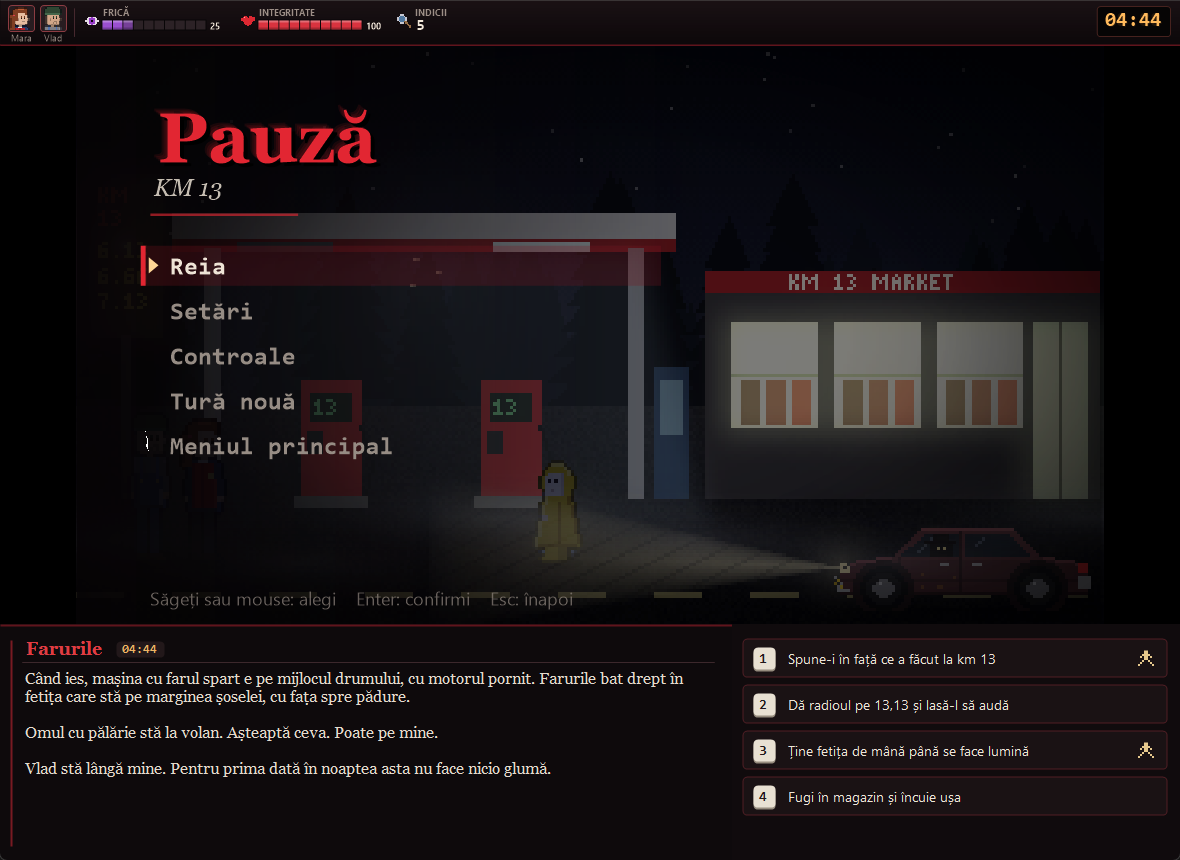 FRICĂ
25
INTEGRITATE
100
INDICII
5
04:44
Mara
Vlad
Pauză
KM 13
KM
13
6.13
7.13
Reia
Setări
Controale
Tură nouă
Meniul principal
13
13
KM 13 MARKET
Săgeți sau mouse: alegi
Enter: confirmi
Esc: înapoi
Farurile
04:44
Când ies, mașina cu farul spart e pe mijlocul drumului, cu motorul pornit. Farurile bat drept în
fetița care stă pe marginea șoselei, cu fața spre pădure.
Omul cu pălărie stă la volan. Așteaptă ceva. Poate pe mine.
Vlad stă lângă mine. Pentru prima dată în noaptea asta nu face nicio glumă.
1 Spune-i în față ce a făcut la km 13
2 Dă radioul pe 13,13 și lasă-l să audă
3 Ține fetița de mână până se face lumină
4 Fugi în magazin și încuie ușa